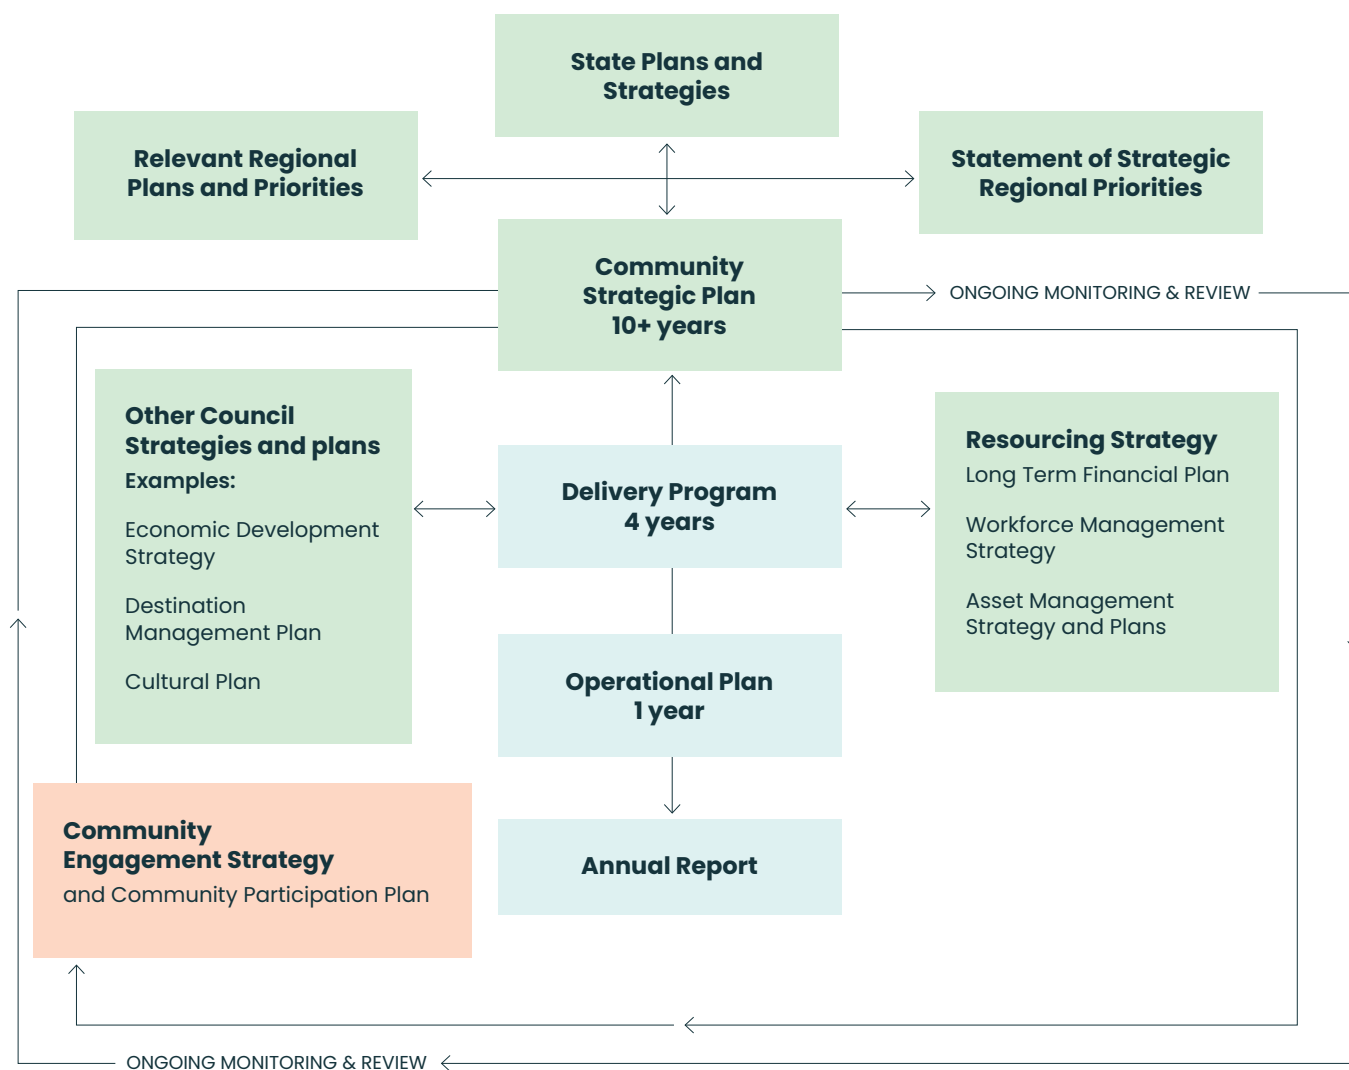 State Plans and
Strategies
Relevant Regional
Plans and Priorities
Statement of Strategic
Regional Priorities
Community
Strategic Plan
10+ years
ONGOING MONITORING & REVIEW
Other Council
Strategies and plans
Examples:
Economic Development
Strategy
Destination
Management Plan
Cultural Plan
Delivery Program
4 years
Resourcing Strategy
Long Term Financial Plan
Workforce Management
Strategy
Asset Management
Strategy and Plans
Operational Plan
1 year
Community
Engagement Strategy
and Community Participation Plan
Annual Report
ONGOING MONITORING & REVIEW